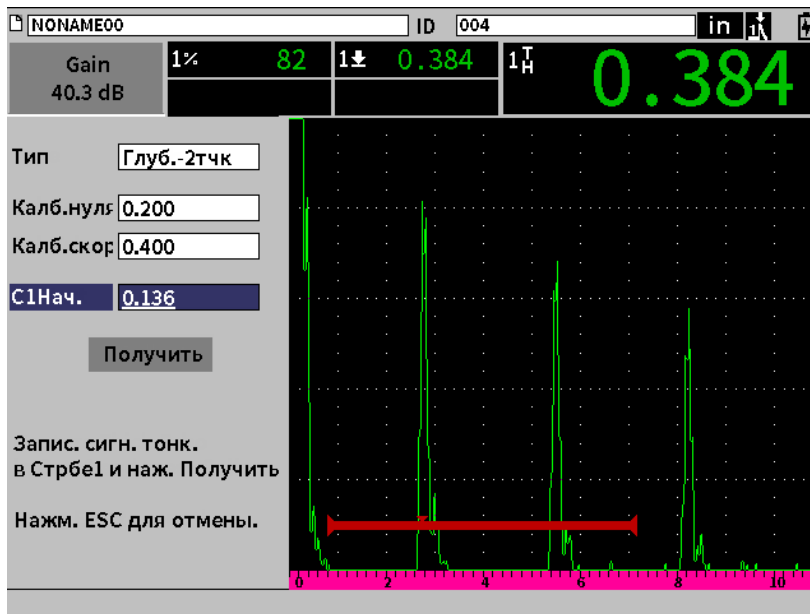 NONAME00 ID 004 in
Gain
40.3 dB
1% 82
1 0.384
1 T H 0.384
Тип Глуб.-2тчк
Калб.нуля 0.200
Калб.скор 0.400
С1Нач. 0.136
Получить
Запис. сигн. тонк.
в Стрбе1 и наж. Получить
Нажм. ESC для отмены.
0 2 4 6 8 10